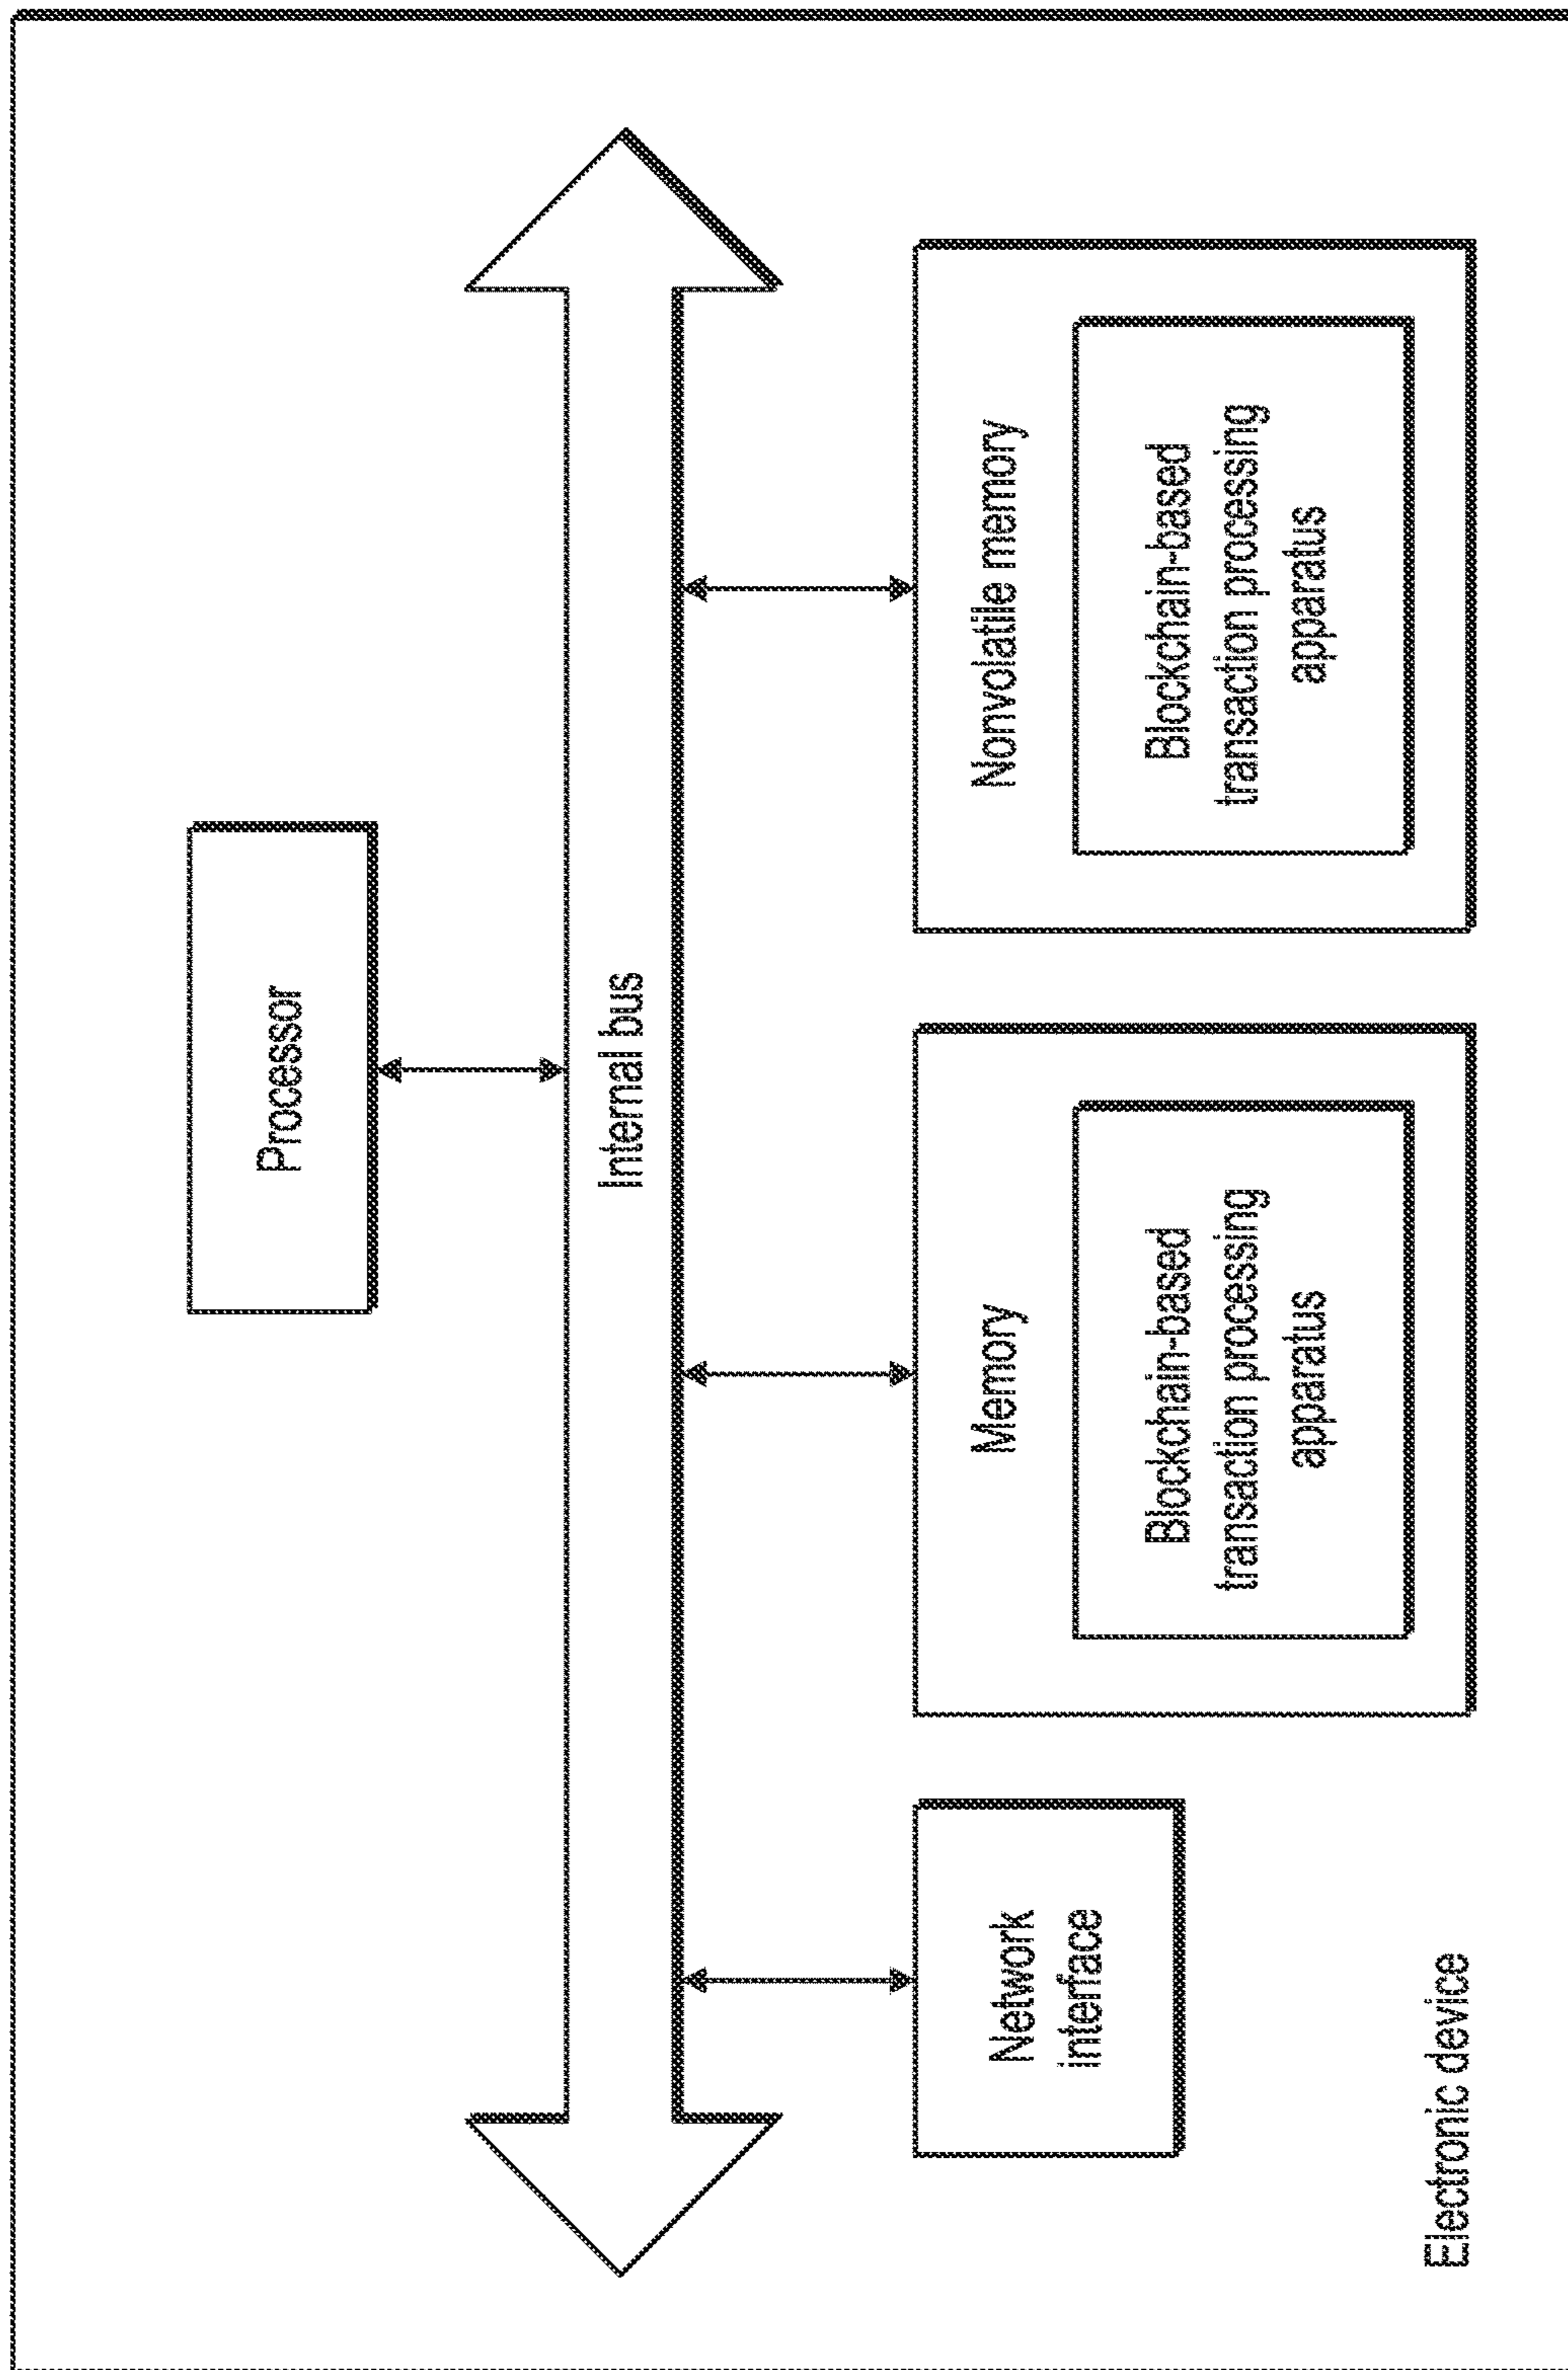 Processor
Internal bus
Network
interface
Memory
Blockchain-based
transaction processing
apparatus
Nonvolatile memory
Blockchain-based
transaction processing
apparatus
Electronic device